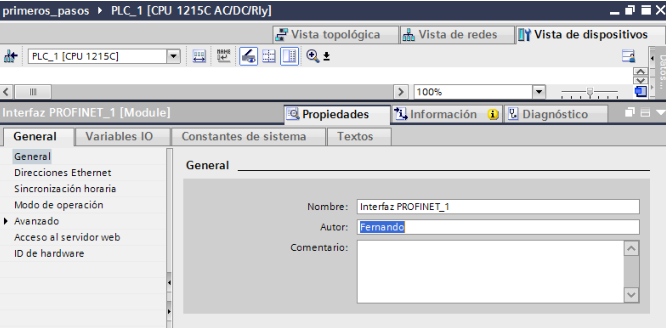 primeros_pasos ▸ PLC_1 [CPU 1215C AC/DC/Rly]
Vista topológica Vista de redes Vista de dispositivos
PLC_1 [CPU 1215C]
100%
Datos...
Interfaz PROFINET_1 [Module] Propiedades Información Diagnóstico
General Variables IO Constantes de sistema Textos
General
Direcciones Ethernet
Sincronización horaria
Modo de operación
Avanzado
Acceso al servidor web
ID de hardware
General
Nombre: Interfaz PROFINET_1
Autor: Fernando
Comentario: